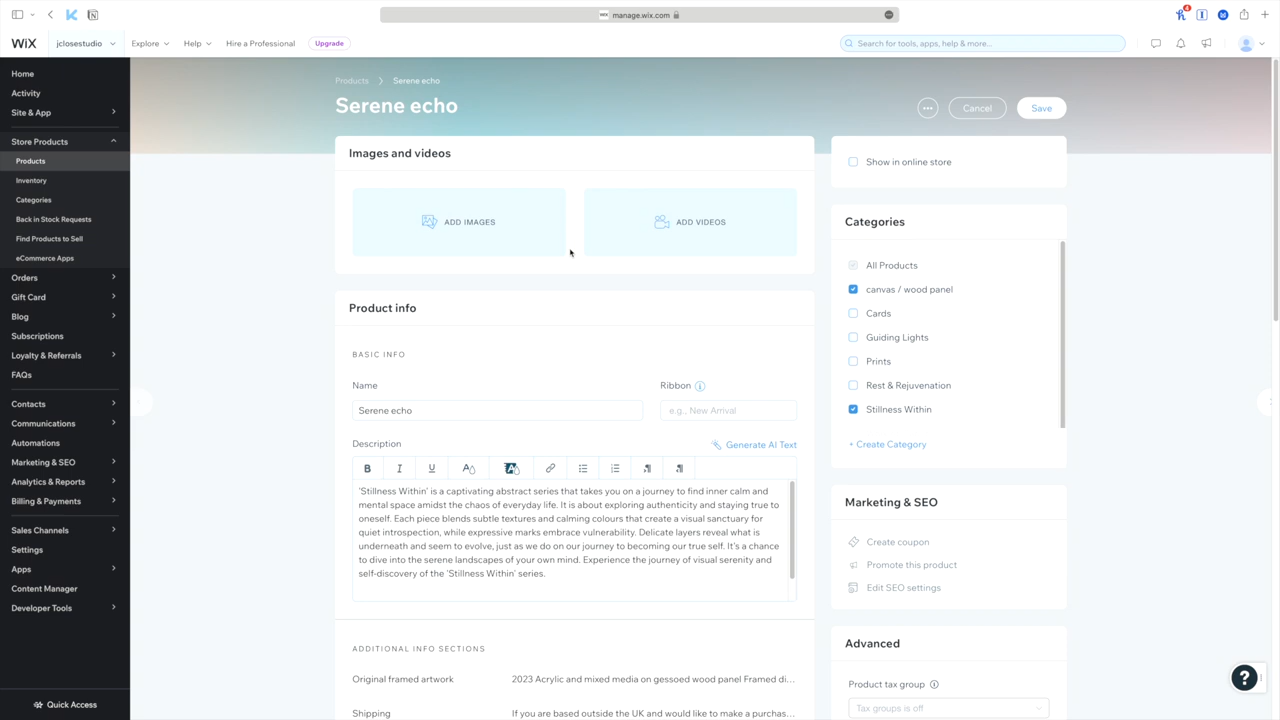 manage.wix.com
4
WiX
jclosestudio
Explore
Help
Hire a Professional
Upgrade
Search for tools, apps, help & more...
Home
Activity
Site & App
Store Products
Products
Inventory
Categories
Back in Stock Requests
Find Products to Sell
eCommerce Apps
Orders
Gift Card
Blog
Subscriptions
Loyalty & Referrals
FAQs
Contacts
Communications
Automations
Marketing & SEO
Analytics & Reports
Billing & Payments
Sales Channels
Settings
Apps
Content Manager
Developer Tools
Quick Access
Products > Serene echo
Serene echo
Cancel
Save
Images and videos
ADD IMAGES
ADD VIDEOS
Product info
BASIC INFO
Name
Ribbon
Serene echo
e.g., New Arrival
Description
Generate AI Text
B I U
'Stillness Within' is a captivating abstract series that takes you on a journey to find inner calm and
mental space amidst the chaos of everyday life. It is about exploring authenticity and staying true to
oneself. Each piece blends subtle textures and calming colours that create a visual sanctuary for
quiet introspection, while expressive marks embrace vulnerability. Delicate layers reveal what is
underneath and seem to evolve, just as we do on our journey to becoming our true self. It's a chance
to dive into the serene landscapes of your own mind. Experience the journey of visual serenity and
self-discovery of the 'Stillness Within' series.
ADDITIONAL INFO SECTIONS
Original framed artwork
2023 Acrylic and mixed media on gessoed wood panel Framed di...
Shipping
If you are based outside the UK and would like to make a purchas...
Show in online store
Categories
All Products
canvas / wood panel
Cards
Guiding Lights
Prints
Rest & Rejuvenation
Stillness Within
+ Create Category
Marketing & SEO
Create coupon
Promote this product
Edit SEO settings
Advanced
Product tax group
Tax groups is off
?